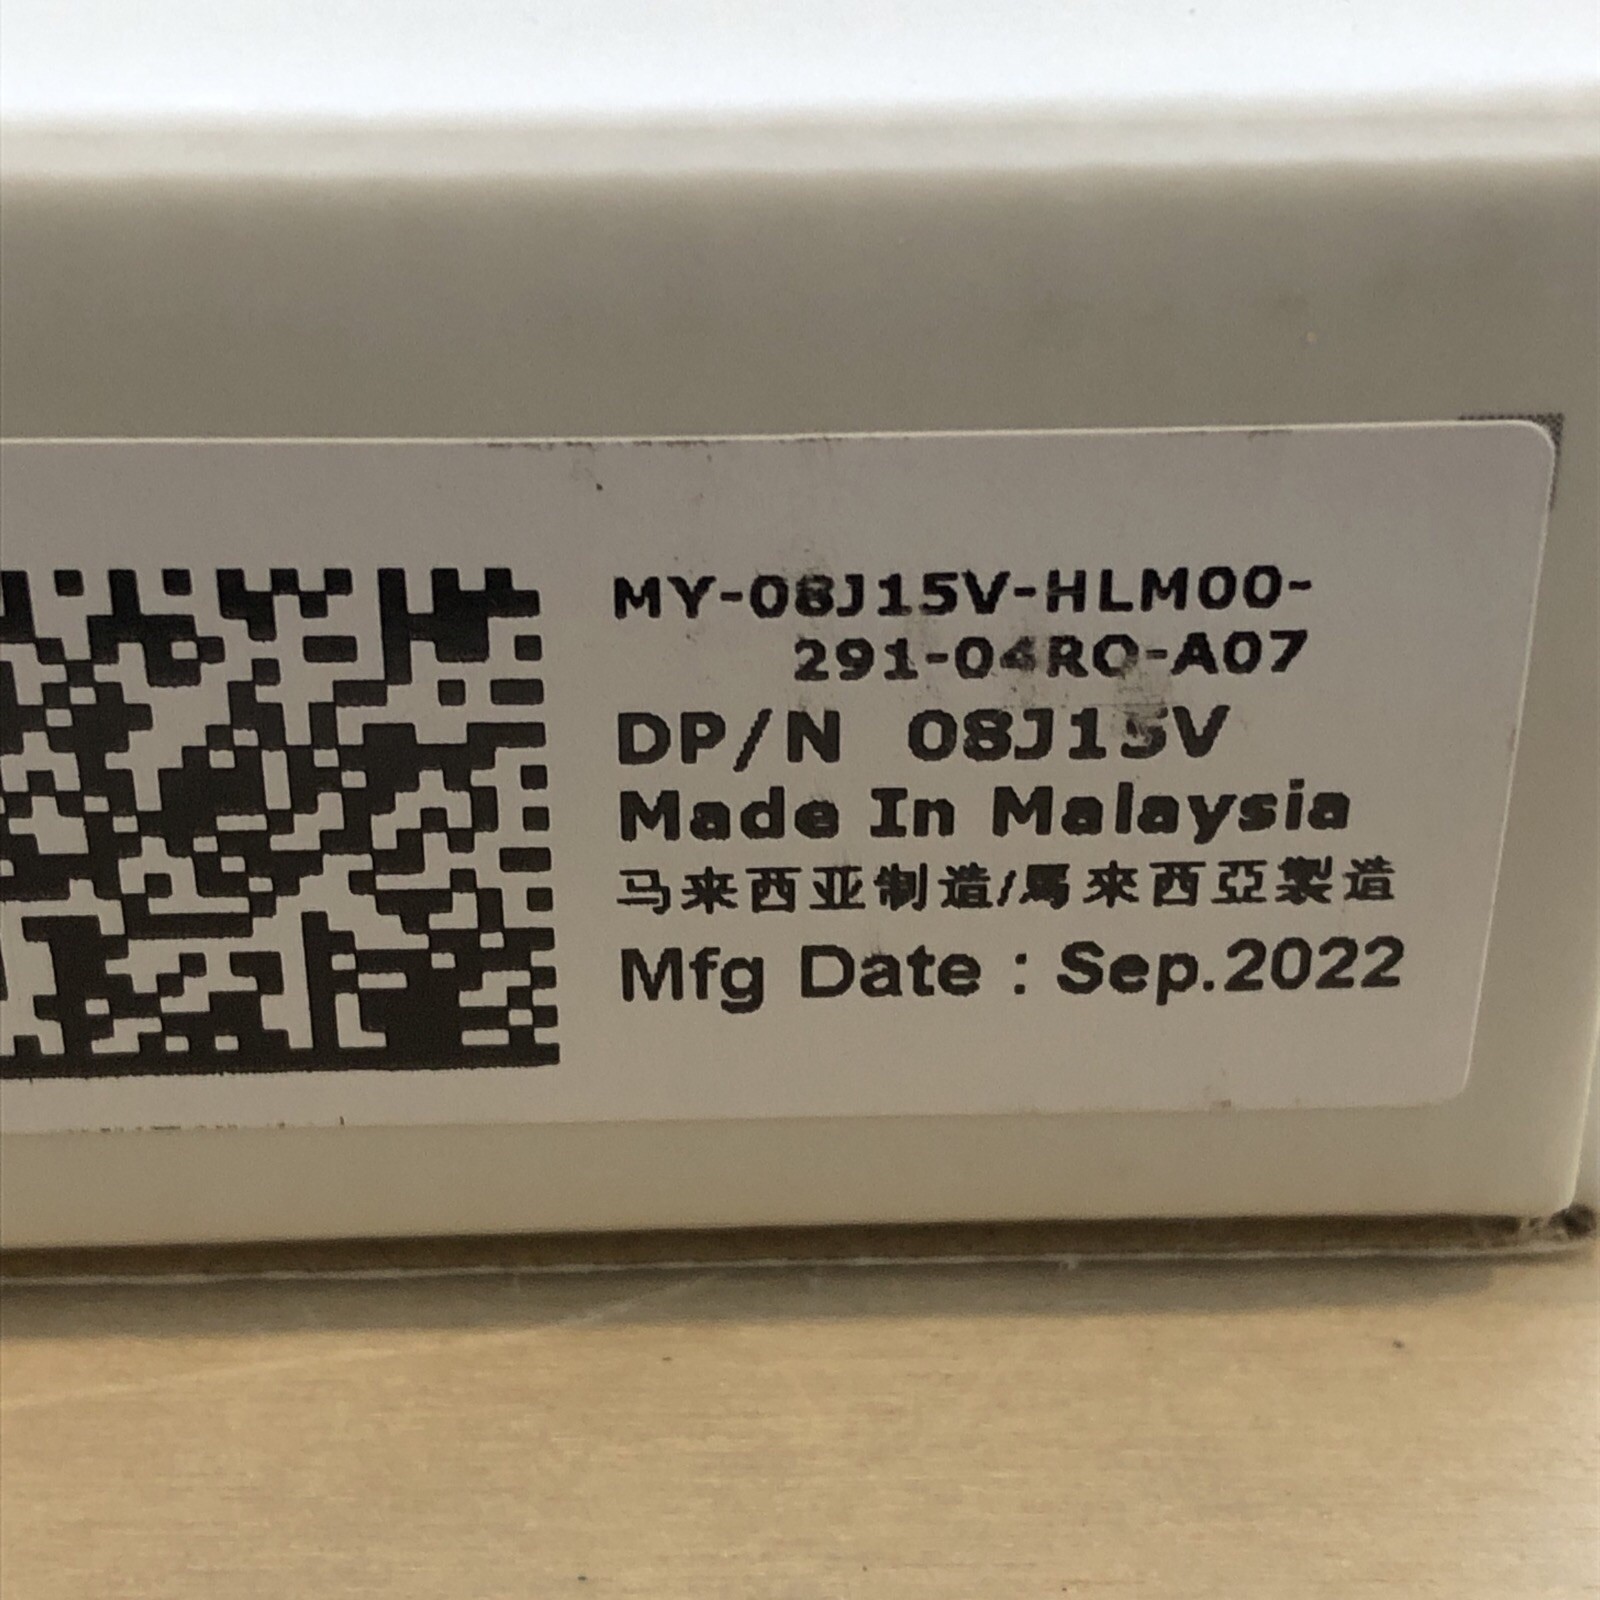 MY-08J15V-HLM00-
291-04RO-A07
DP/N 08J15V
Made In Malaysia
马来西亚制造/馬來西亞製造
Mfg Date : Sep.2022